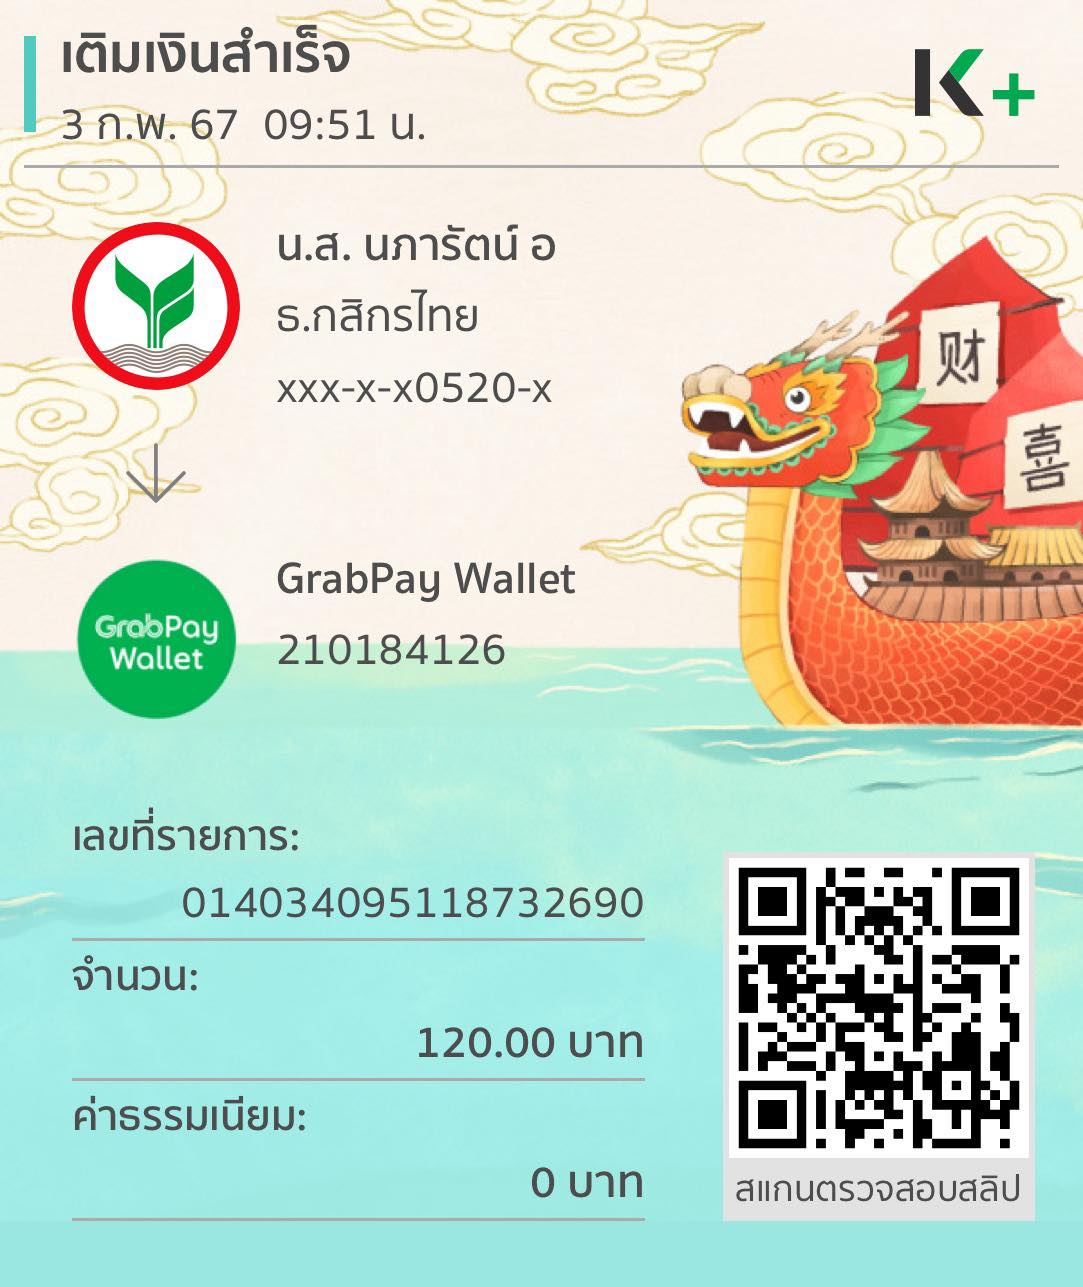 เติมเงินสำเร็จ
3 ก.พ. 67 09:51 น.
K+
น.ส. นภารัตน์ อ
ธ.กสิกรไทย
xxx-x-x0520-x
财
喜
GrabPay Wallet
210184126
GrabPay
Wallet
เลขที่รายการ:
014034095118732690
จำนวน:
120.00 บาท
ค่าธรรมเนียม:
0 บาท
สแกนตรวจสอบสลิป